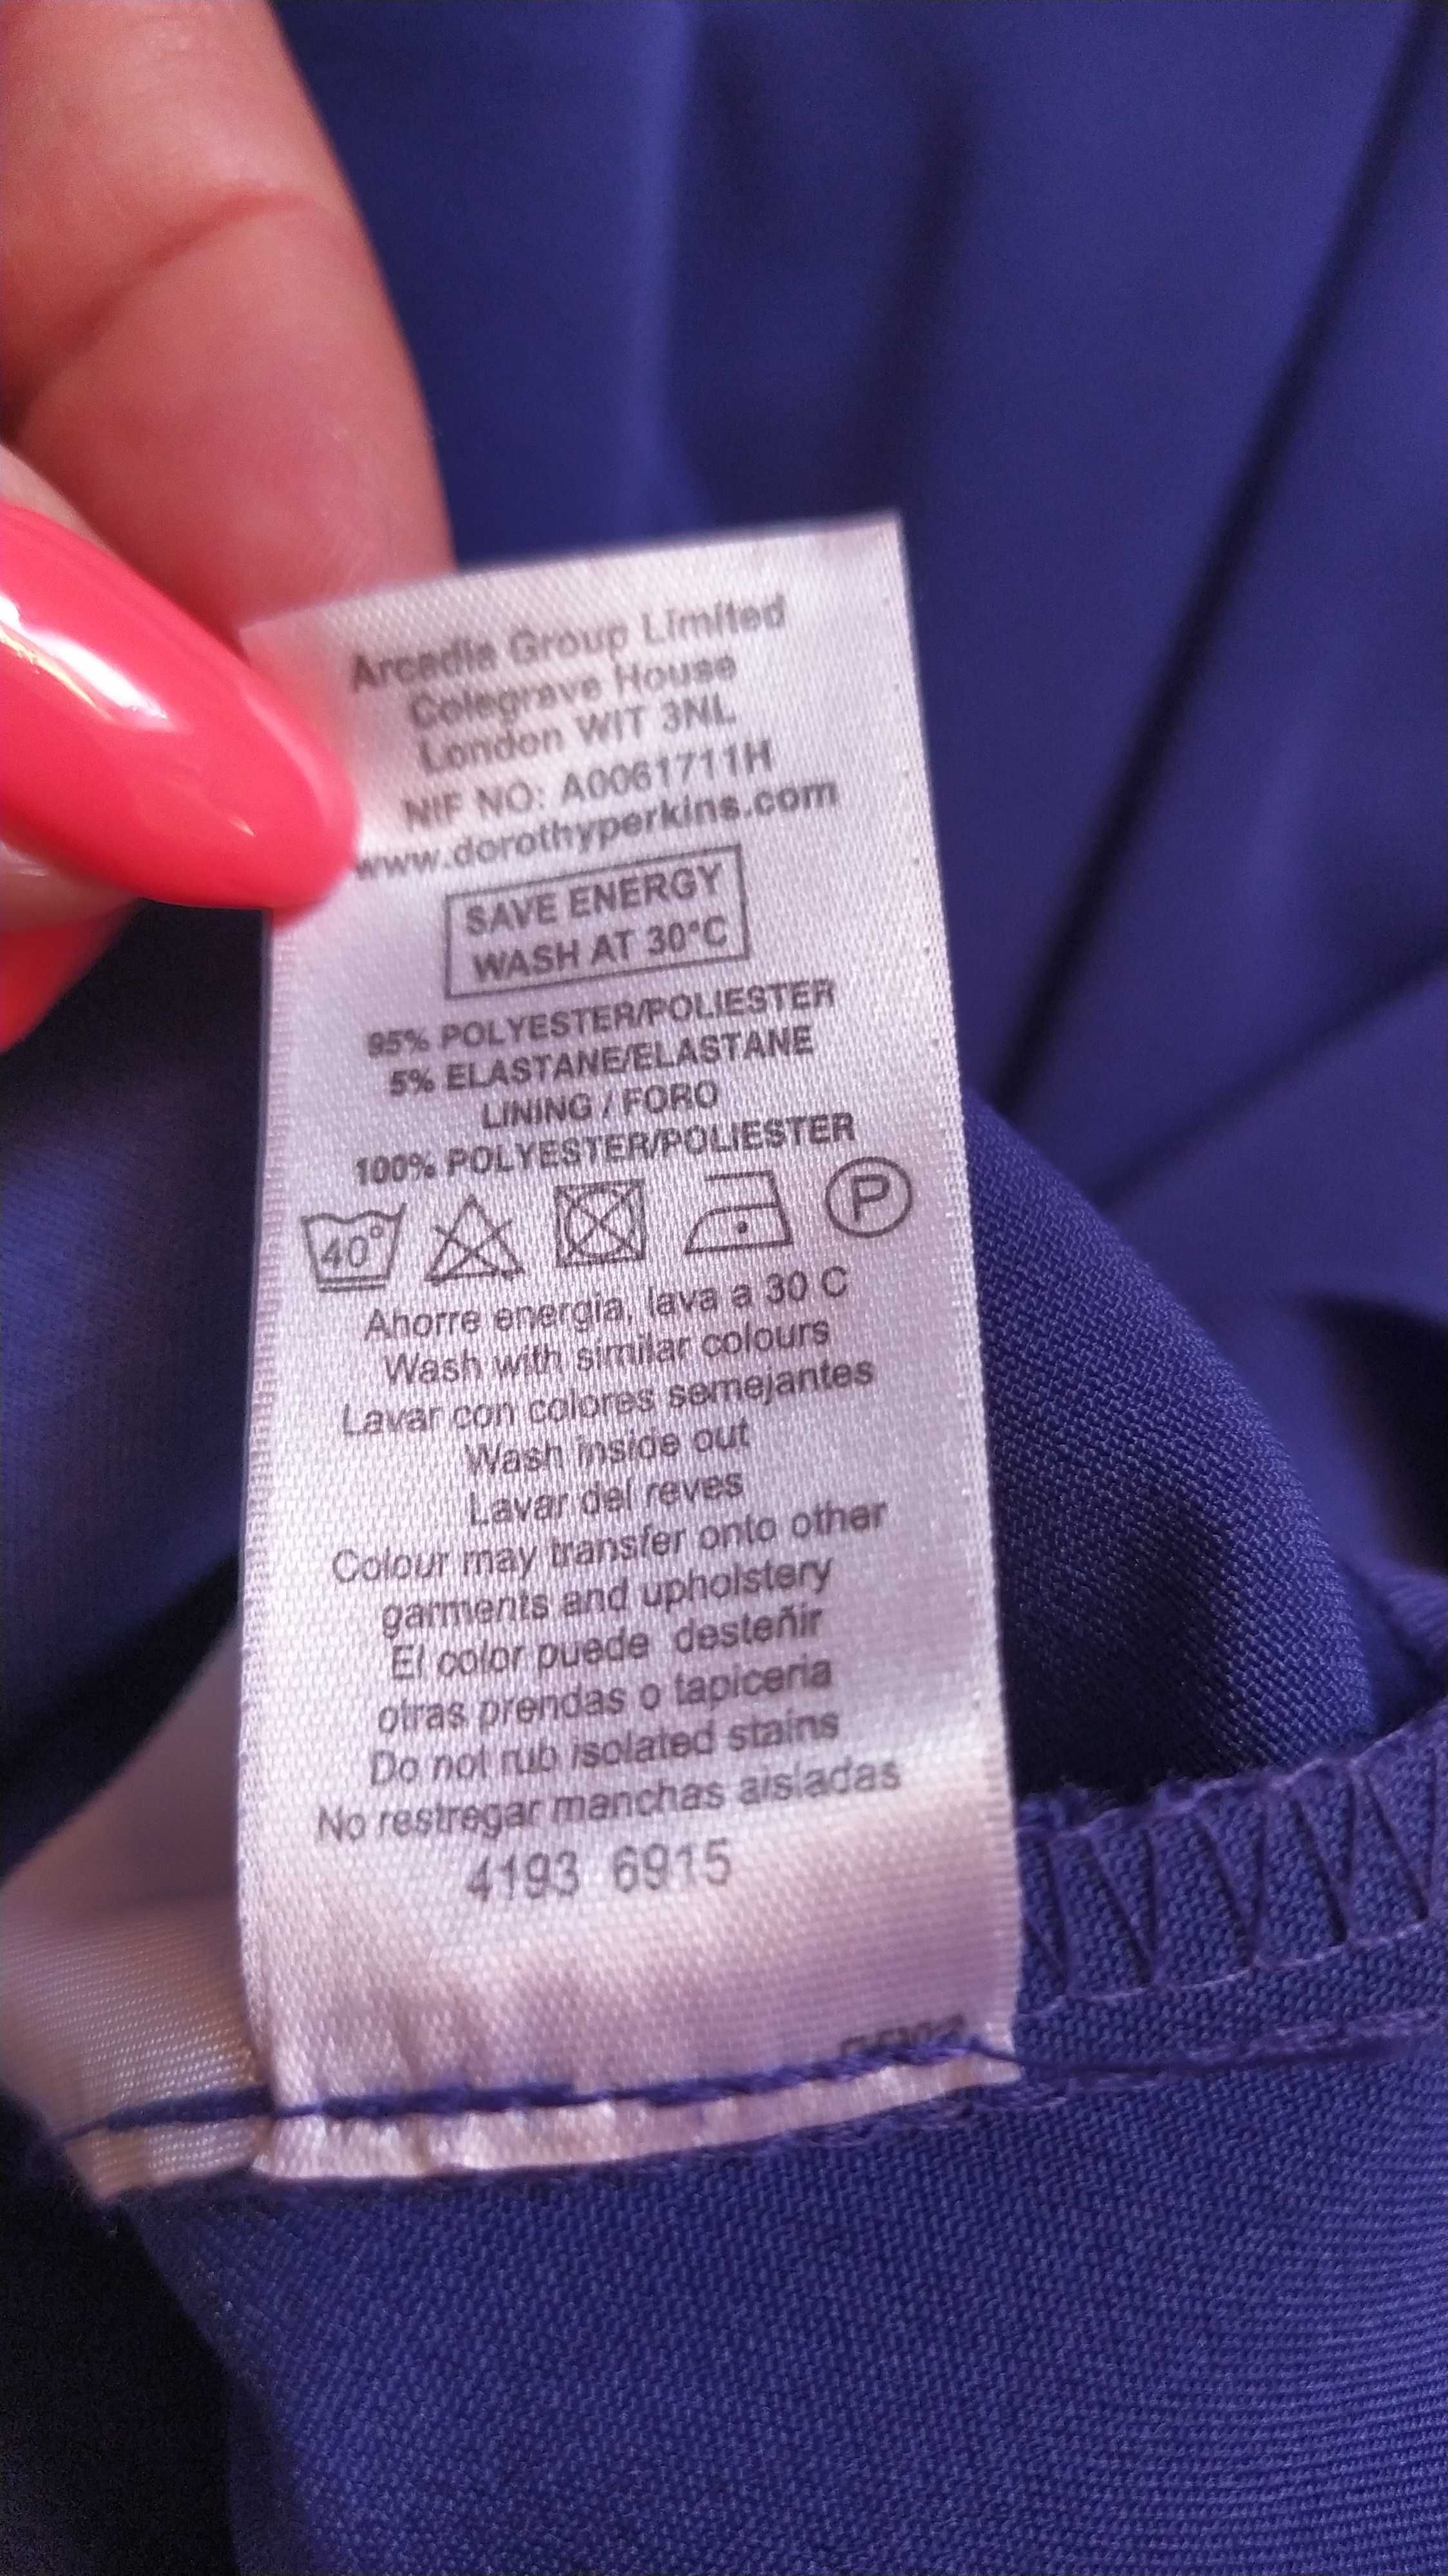 Arcadia Group Limited
Colegrave House
London WIT 3NL
NIF NO: A0061711H
www.dorothyperkins.com
SAVE ENERGY
WASH AT 30°C
95% POLYESTER/POLIESTER
5% ELASTANE/ELASTANE
LINING / FORO
100% POLYESTER/POLIESTER
40° P
Ahorre energia, lava a 30 C
Wash with similar colours
Lavar con colores semejantes
Wash inside out
Lavar del reves
Colour may transfer onto other
garments and upholstery
El color puede desteñir
otras prendas o tapiceria
Do not rub isolated stains
No restregar manchas aisladas
4193 6915